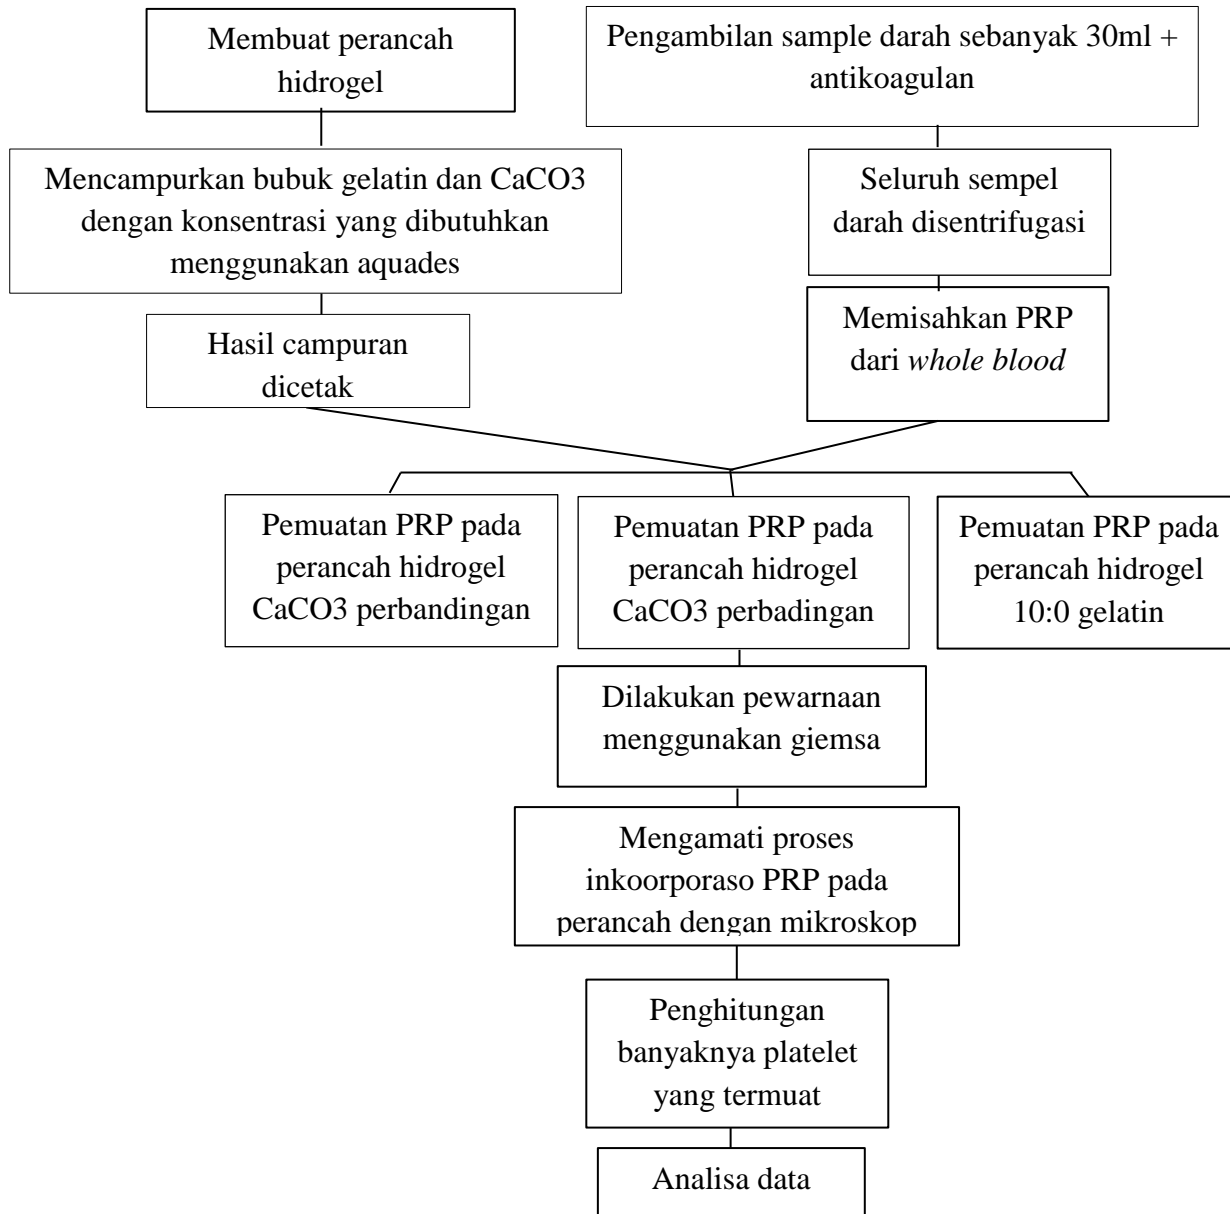 Membuat perancah
hidrogel
Pengambilan sample darah sebanyak 30ml +
antikoagulan
Mencampurkan bubuk gelatin dan CaCO3
dengan konsentrasi yang dibutuhkan
menggunakan aquades
Seluruh sempel
darah disentrifugasi
Hasil campuran
dicetak
Memisahkan PRP
dari whole blood
Pemuatan PRP pada
perancah hidrogel
CaCO3 perbandingan
Pemuatan PRP pada
perancah hidrogel
CaCO3 perbadingan
Pemuatan PRP pada
perancah hidrogel
10:0 gelatin
Dilakukan pewarnaan
menggunakan giemsa
Mengamati proses
inkoorporaso PRP pada
perancah dengan mikroskop
Penghitungan
banyaknya platelet
yang termuat
Analisa data